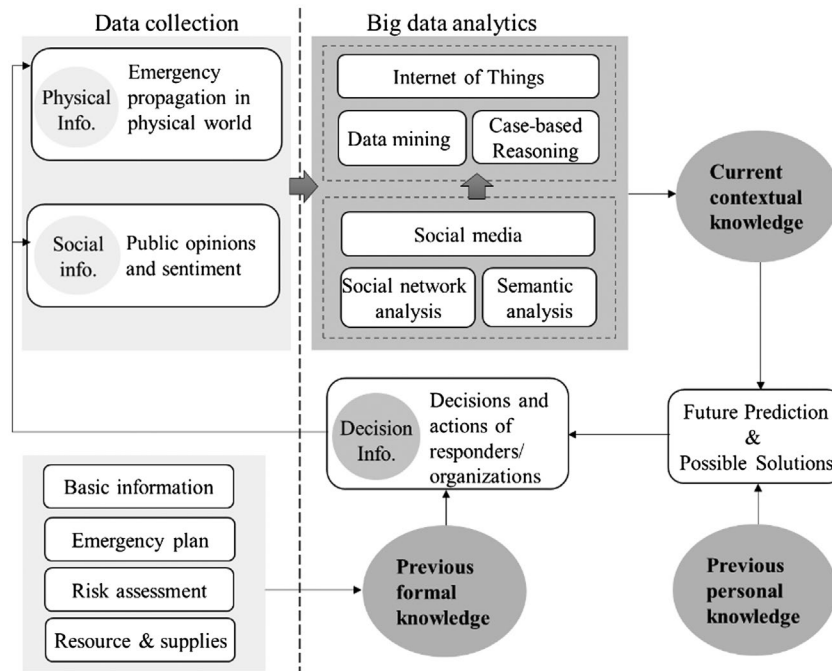 Data collection
Big data analytics
Physical
Info.
Emergency
propagation in
physical world
Social
info.
Public opinions
and sentiment
Internet of Things
Data mining
Case-based
Reasoning
Social media
Social network
analysis
Semantic
analysis
Current
contextual
knowledge
Decision
Info.
Decisions and
actions of
responders/
organizations
Future Prediction
&
Possible Solutions
Basic information
Emergency plan
Risk assessment
Resource & supplies
Previous
formal
knowledge
Previous
personal
knowledge